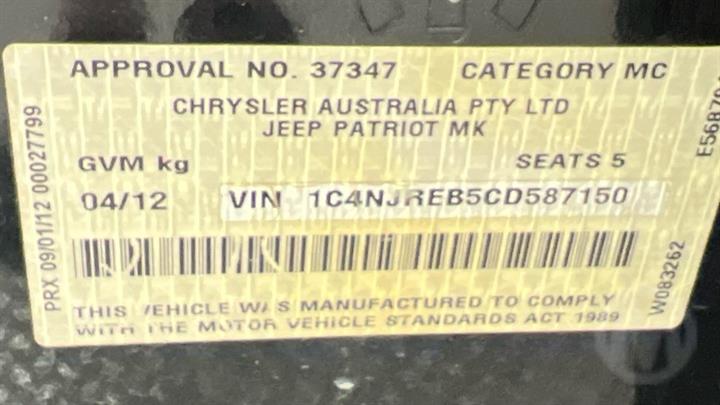 APPROVAL NO. 37347 CATEGORY MC
CHRYSLER AUSTRALIA PTY LTD
JEEP PATRIOT MK
GVM kg SEATS 5
04/12 VIN 1C4NJREB5CD587150
THIS VEHICLE WAS MANUFACTURED TO COMPLY
WITH THE MOTOR VEHICLE STANDARDS ACT 1989
PRX 09/01/12 00027799
W083262